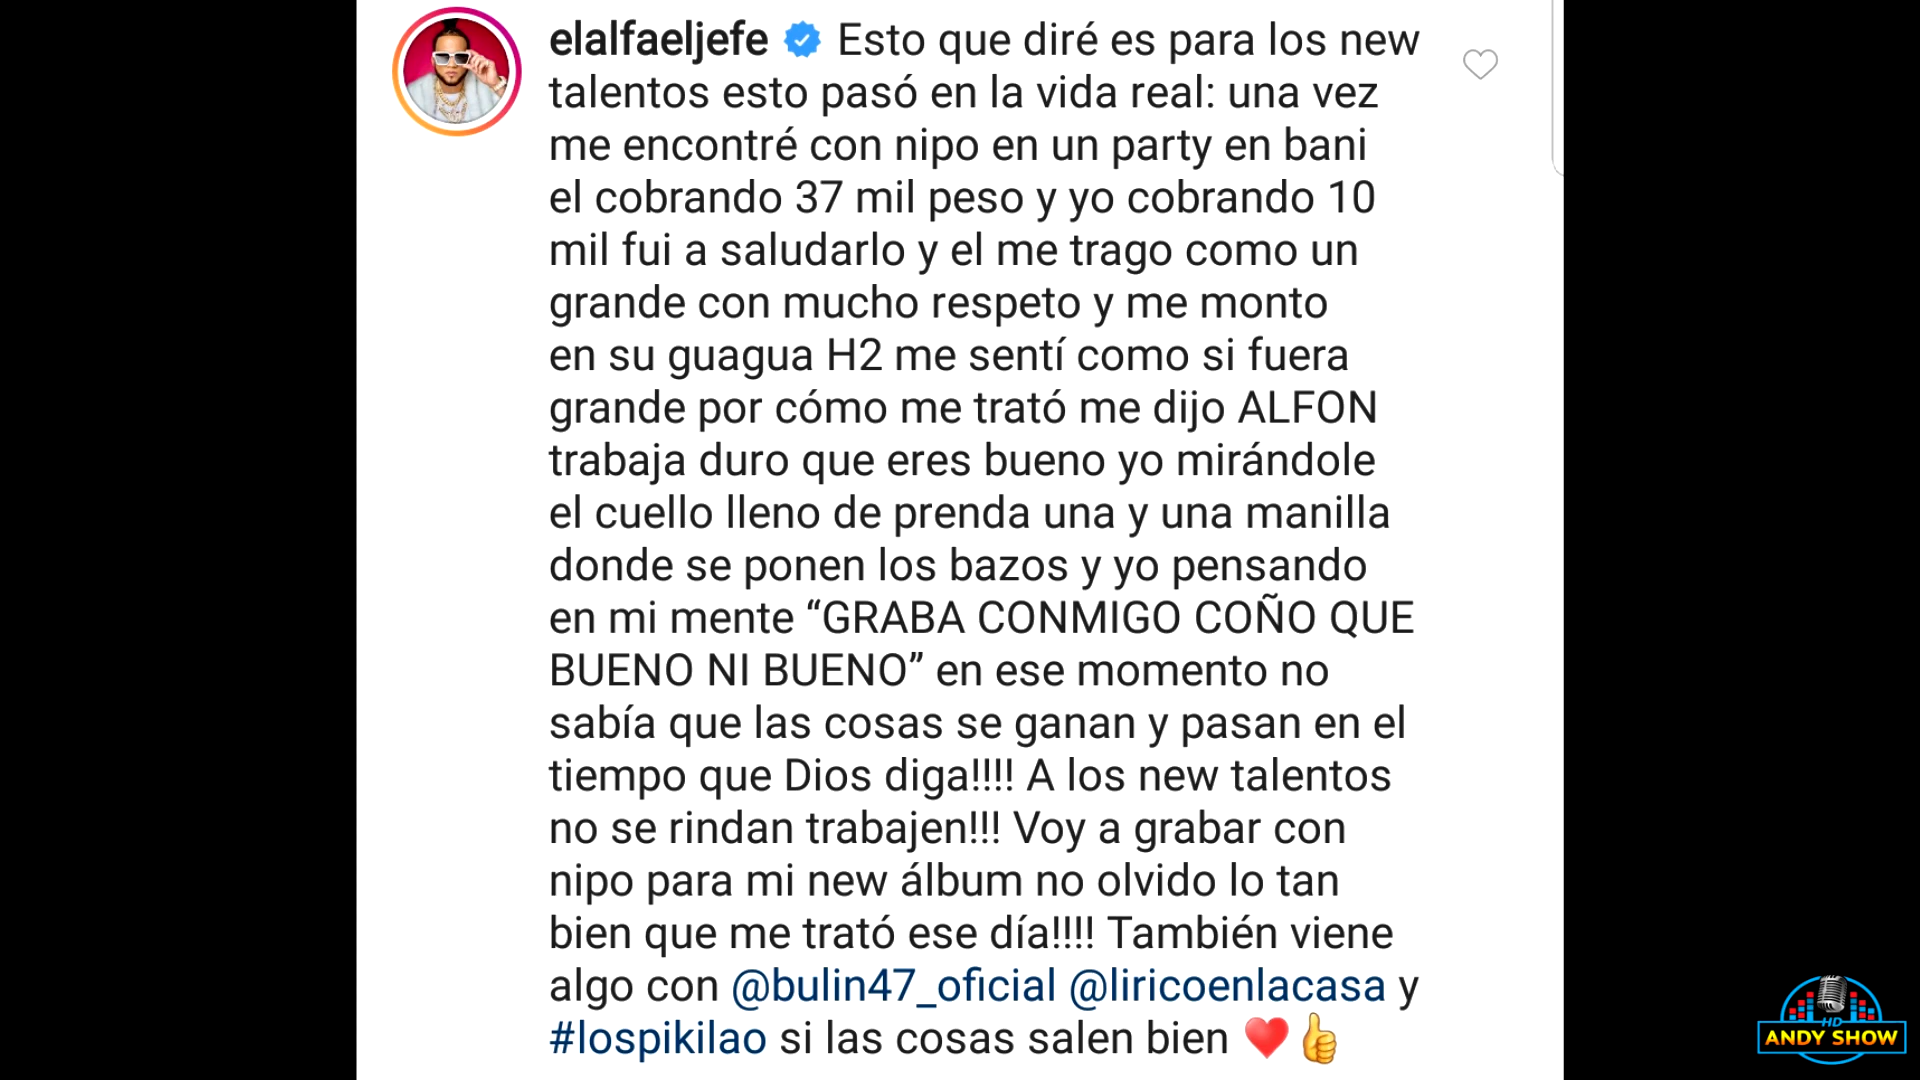 elalfaeljefe Esto que diré es para los new
talentos esto pasó en la vida real: una vez
me encontré con nipo en un party en bani
el cobrando 37 mil peso y yo cobrando 10
mil fui a saludarlo y el me trago como un
grande con mucho respeto y me monto
en su guagua H2 me sentí como si fuera
grande por cómo me trató me dijo ALFON
trabaja duro que eres bueno yo mirándole
el cuello lleno de prenda una y una manilla
donde se ponen los bazos y yo pensando
en mi mente “GRABA CONMIGO COÑO QUE
BUENO NI BUENO” en ese momento no
sabía que las cosas se ganan y pasan en el
tiempo que Dios diga!!!! A los new talentos
no se rindan trabajen!!! Voy a grabar con
nipo para mi new álbum no olvido lo tan
bien que me trató ese día!!!! También viene
algo con @bulin47_oficial @liricoenlacasa y
#lospikilao si las cosas salen bien ❤️👍
HD
ANDY SHOW